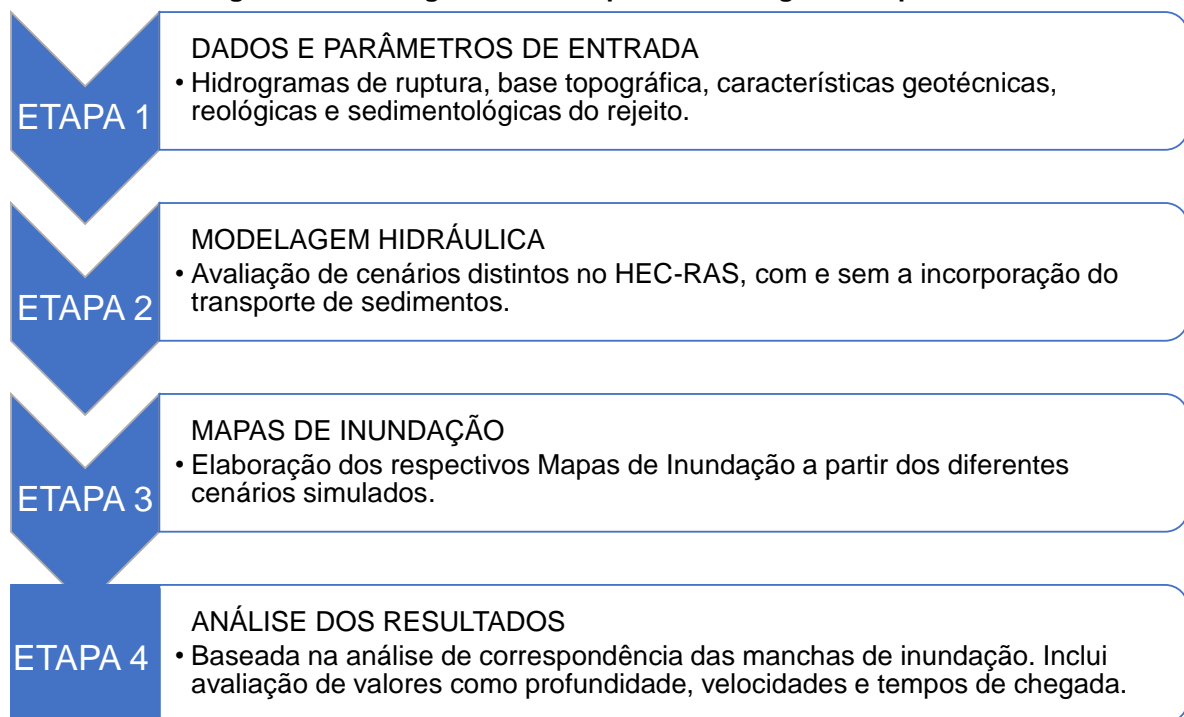 ETAPA 1
DADOS E PARÂMETROS DE ENTRADA
• Hidrogramas de ruptura, base topográfica, características geotécnicas,
reológicas e sedimentológicas do rejeito.
ETAPA 2
MODELAGEM HIDRÁULICA
• Avaliação de cenários distintos no HEC-RAS, com e sem a incorporação do
transporte de sedimentos.
ETAPA 3
MAPAS DE INUNDAÇÃO
• Elaboração dos respectivos Mapas de Inundação a partir dos diferentes
cenários simulados.
ETAPA 4
ANÁLISE DOS RESULTADOS
• Baseada na análise de correspondência das manchas de inundação. Inclui
avaliação de valores como profundidade, velocidades e tempos de chegada.